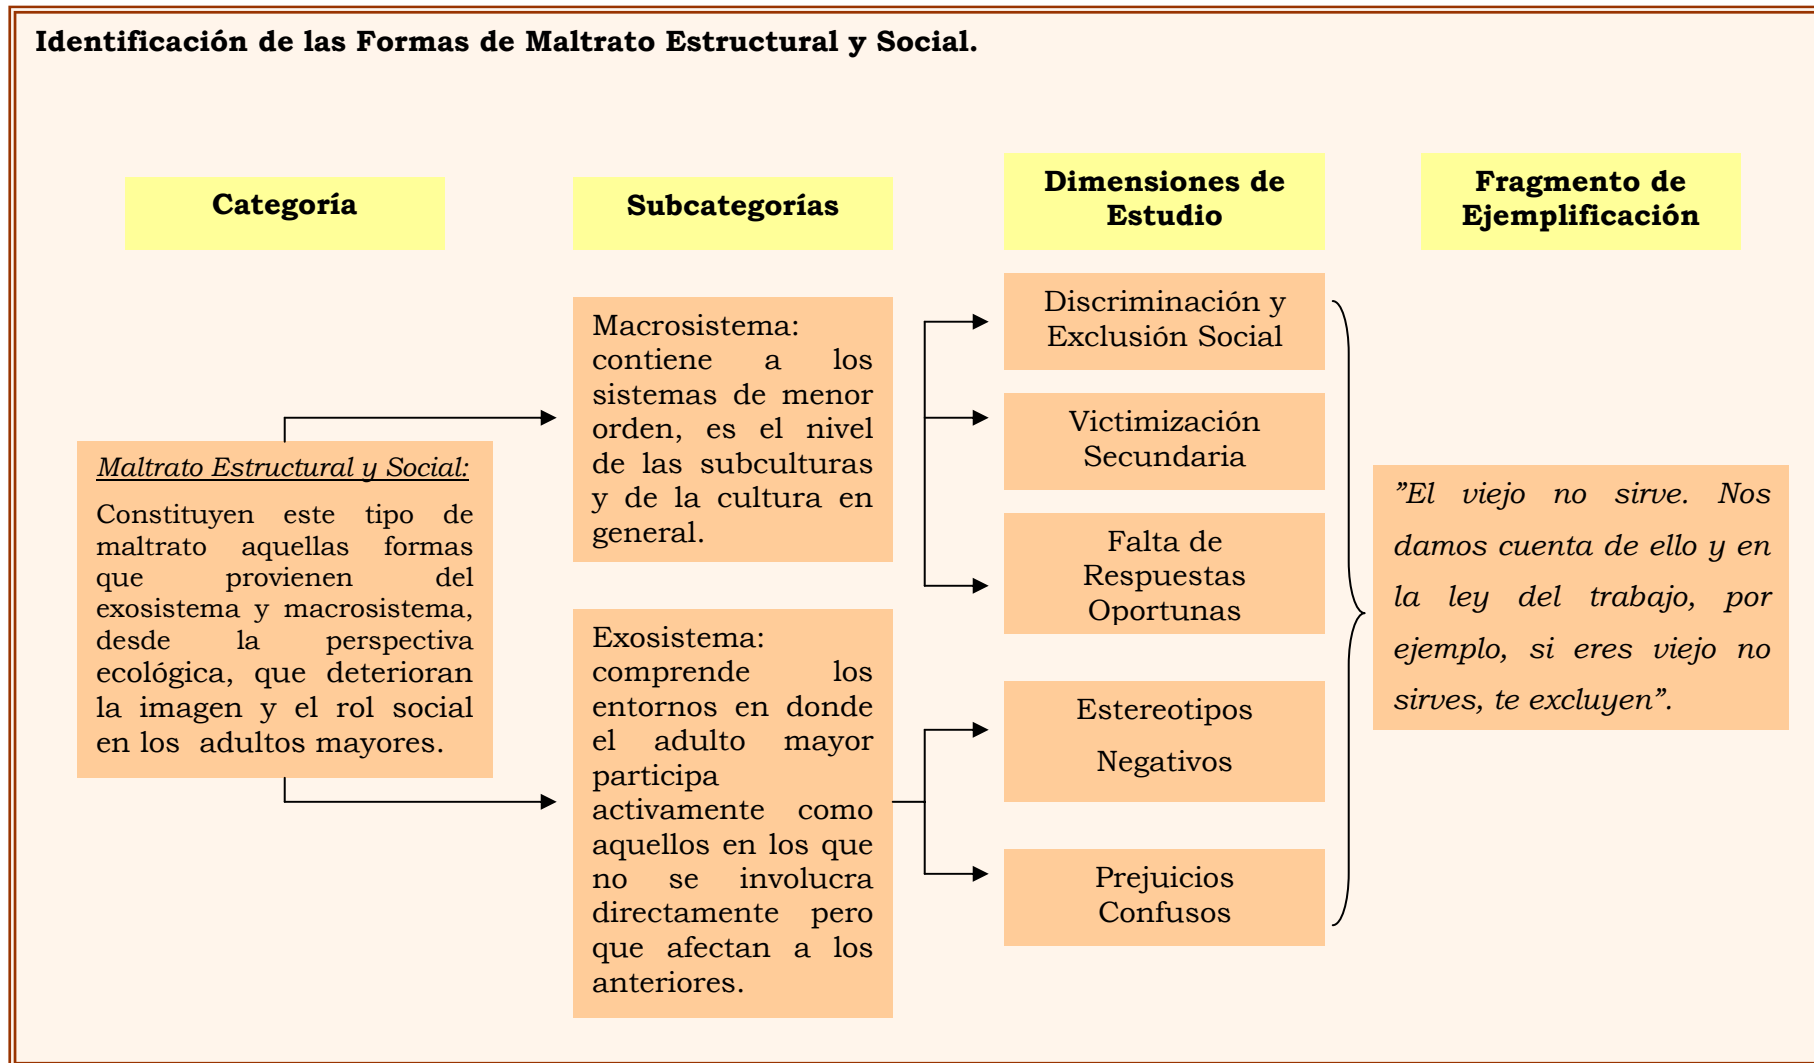 Identificación de las Formas de Maltrato Estructural y Social.
Categoría
Subcategorías
Dimensiones de
Estudio
Fragmento de
Ejemplificación
Maltrato Estructural y Social:
Constituyen este tipo de
maltrato aquellas formas
que provienen del
exosistema y macrosistema,
desde la perspectiva
ecológica, que deterioran
la imagen y el rol social
en los adultos mayores.
Macrosistema:
contiene a los
sistemas de menor
orden, es el nivel
de las subculturas
y de la cultura en
general.
Exosistema:
comprende los
entornos en donde
el adulto mayor
participa
activamente como
aquellos en los que
no se involucra
directamente pero
que afectan a los
anteriores.
Discriminación y
Exclusión Social
Victimización
Secundaria
Falta de
Respuestas
Oportunas
Estereotipos
Negativos
Prejuicios
Confusos
”El viejo no sirve. Nos
damos cuenta de ello y en
la ley del trabajo, por
ejemplo, si eres viejo no
sirves, te excluyen”.